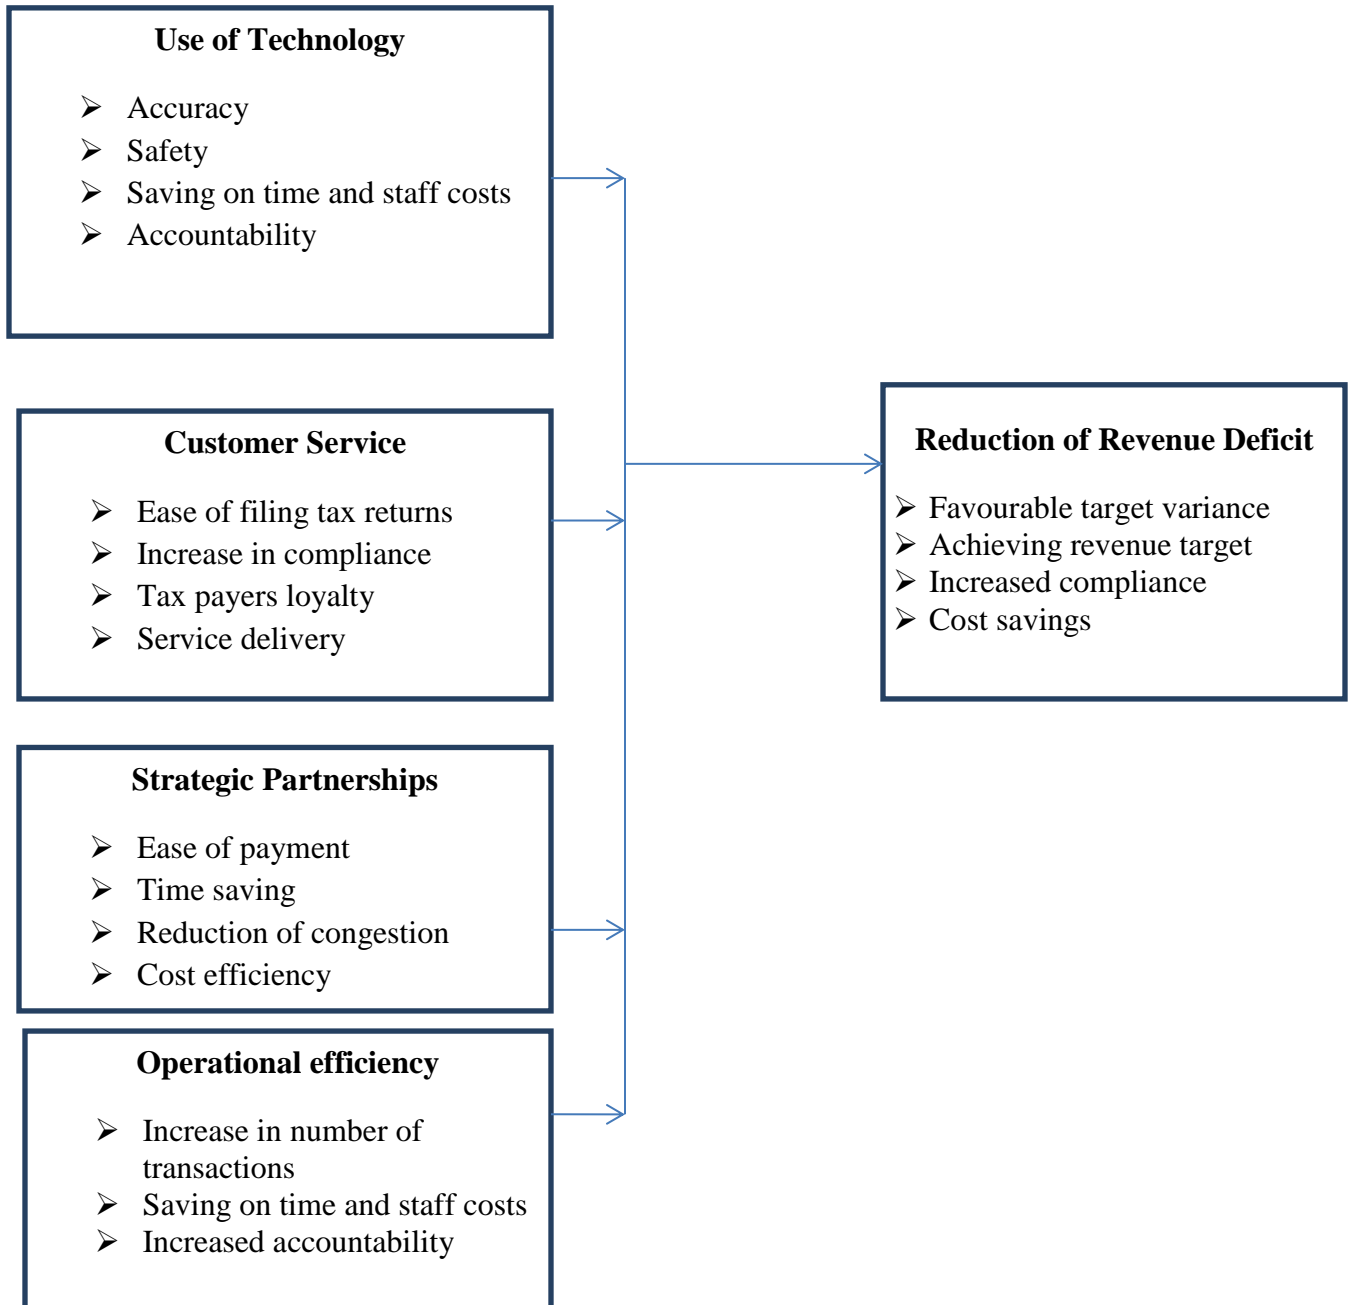 Use of Technology
➢ Accuracy
➢ Safety
➢ Saving on time and staff costs
➢ Accountability
Customer Service
➢ Ease of filing tax returns
➢ Increase in compliance
➢ Tax payers loyalty
➢ Service delivery
Strategic Partnerships
➢ Ease of payment
➢ Time saving
➢ Reduction of congestion
➢ Cost efficiency
Operational efficiency
➢ Increase in number of
transactions
➢ Saving on time and staff costs
➢ Increased accountability
Reduction of Revenue Deficit
➢ Favourable target variance
➢ Achieving revenue target
➢ Increased compliance
➢ Cost savings